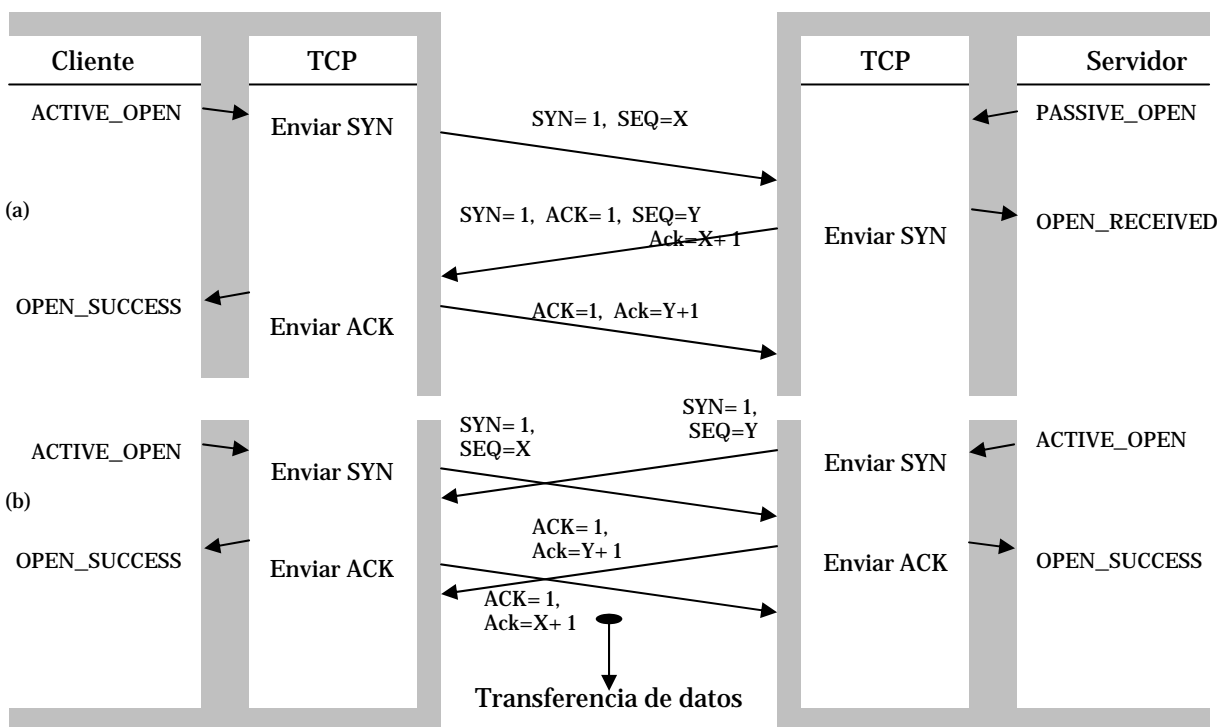 Cliente TCP TCP Servidor
ACTIVE_OPEN
Enviar SYN
SYN= 1, SEQ=X
PASSIVE_OPEN
(a)
SYN= 1, ACK= 1, SEQ=Y
Ack=X+ 1
Enviar SYN
OPEN_RECEIVED
OPEN_SUCCESS
Enviar ACK
ACK=1, Ack=Y+1
ACTIVE_OPEN
Enviar SYN
SYN= 1,
SEQ=X
SYN= 1,
SEQ=Y
Enviar SYN
ACTIVE_OPEN
(b)
OPEN_SUCCESS
Enviar ACK
ACK= 1,
Ack=Y+ 1
Enviar ACK
OPEN_SUCCESS
ACK= 1,
Ack=X+ 1
Transferencia de datos